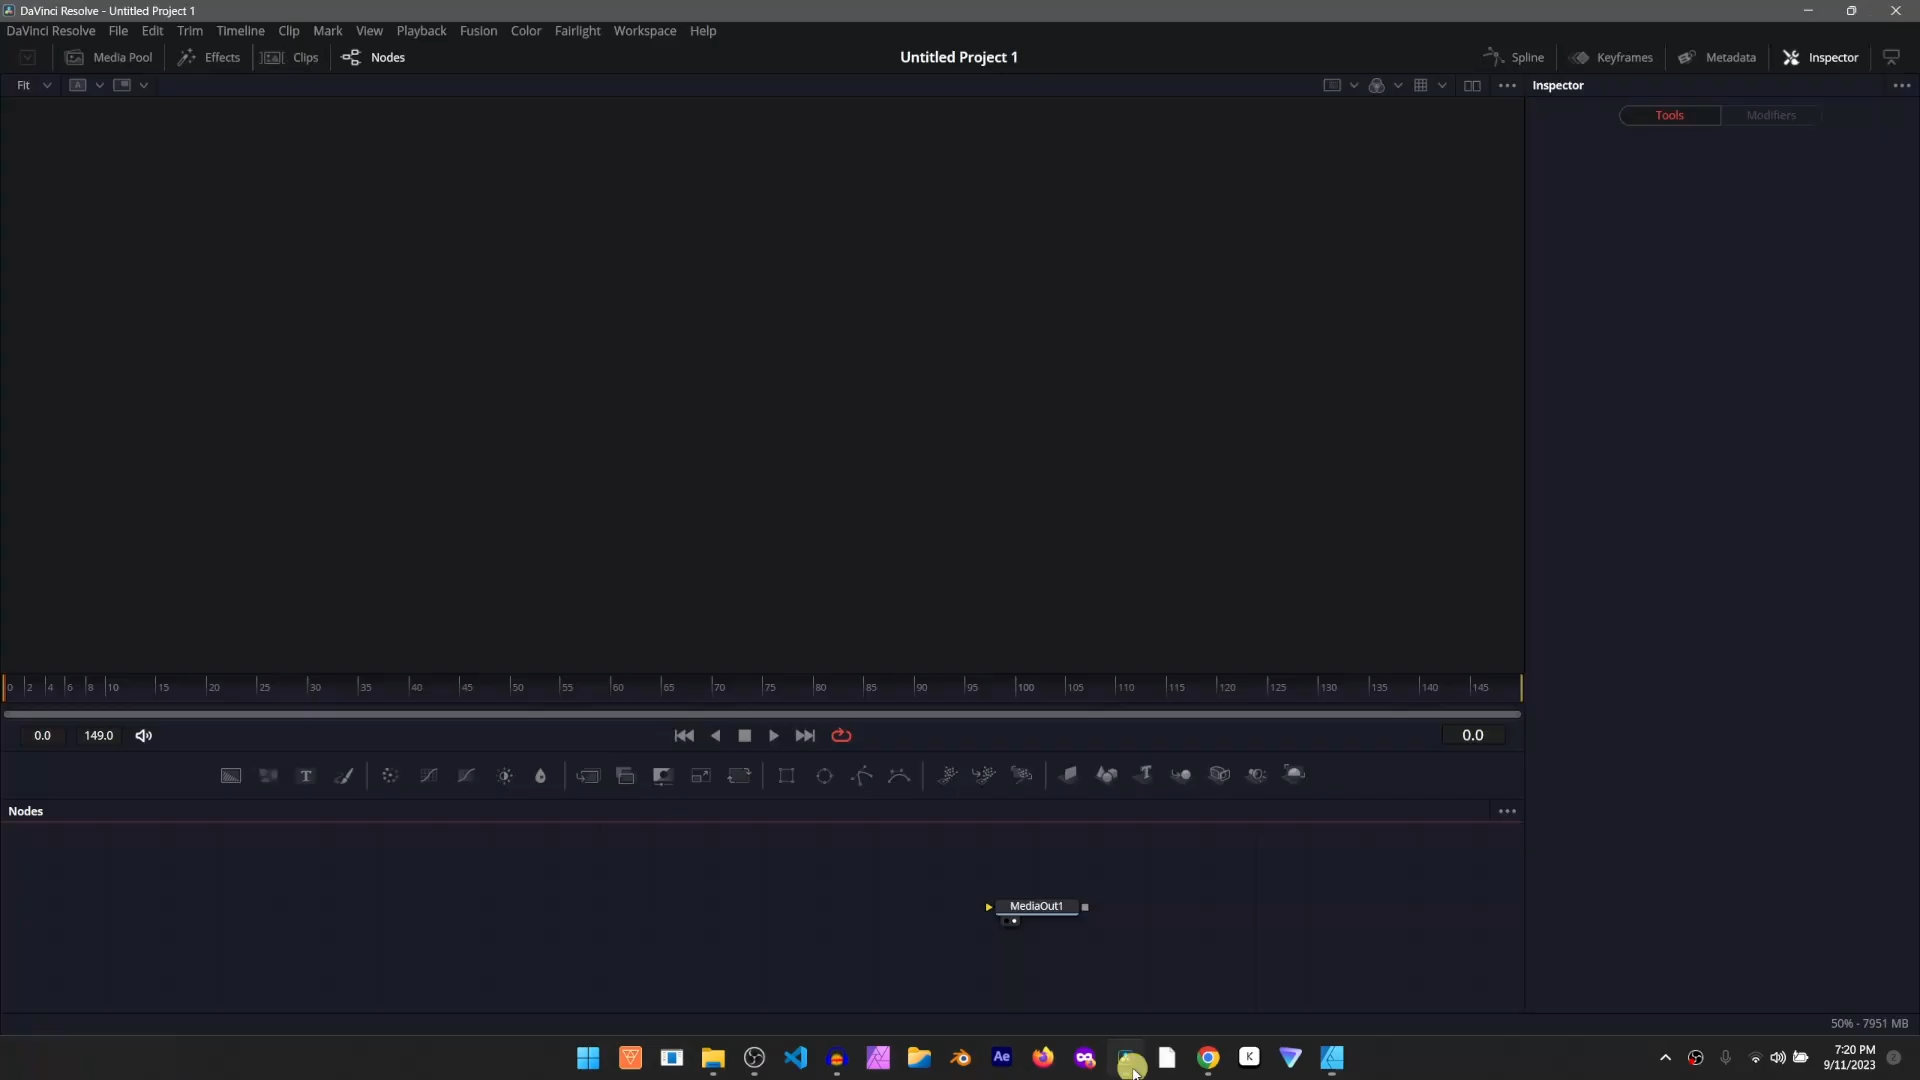 DaVinci Resolve - Untitled Project 1
DaVinci Resolve File Edit Trim Timeline Clip Mark View Playback Fusion Color Fairlight Workspace Help
Media Pool Effects Clips Nodes Untitled Project 1 Spline Keyframes Metadata Inspector
Fit A Inspector
Tools Modifiers
0 2 4 6 8 10 15 20 25 30 35 40 45 50 55 60 65 70 75 80 85 90 95 100 105 110 115 120 125 130 135 140 145
0.0 149.0 0.0
T T
Nodes
MediaOut1
50% - 7951 MB
Ae K 7:20 PM
9/11/2023 2